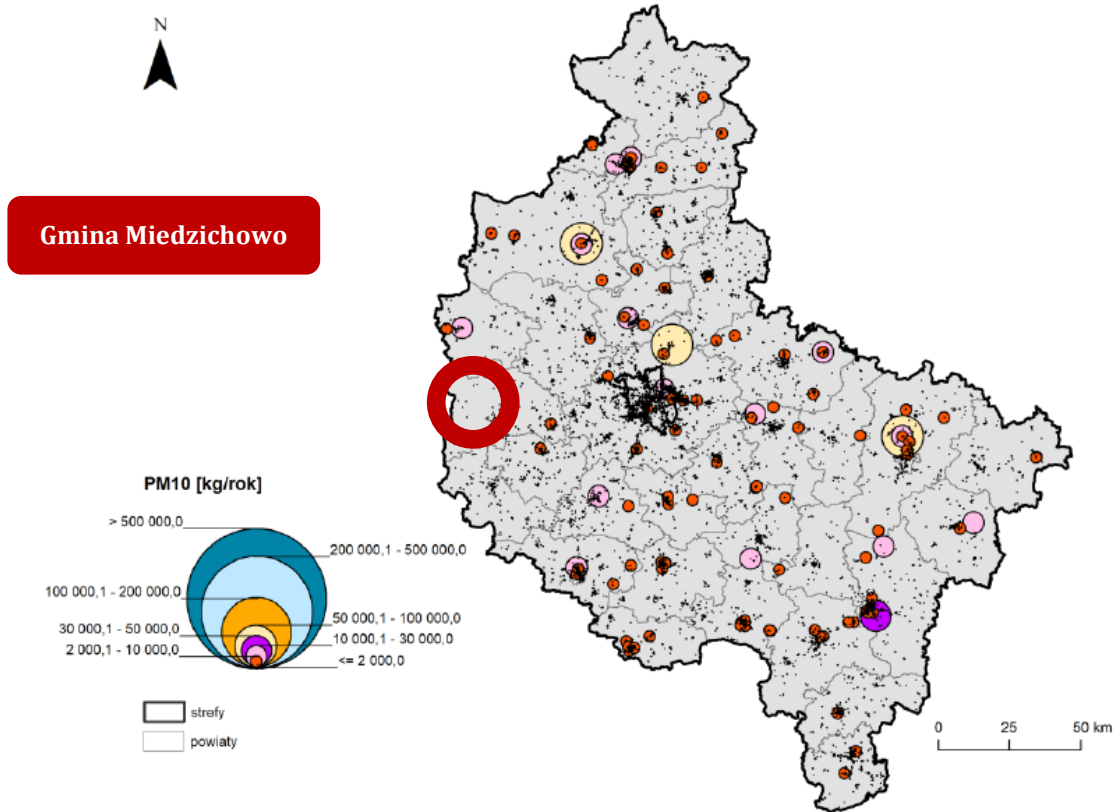 N
Gmina Miedzichowo
PM10 [kg/rok]
> 500 000,0
200 000,1 - 500 000,0
100 000,1 - 200 000,0
50 000,1 - 100 000,0
30 000,1 - 50 000,0
10 000,1 - 30 000,0
2 000,1 - 10 000,0
<= 2 000,0
strefy
powiaty
0 25 50 km